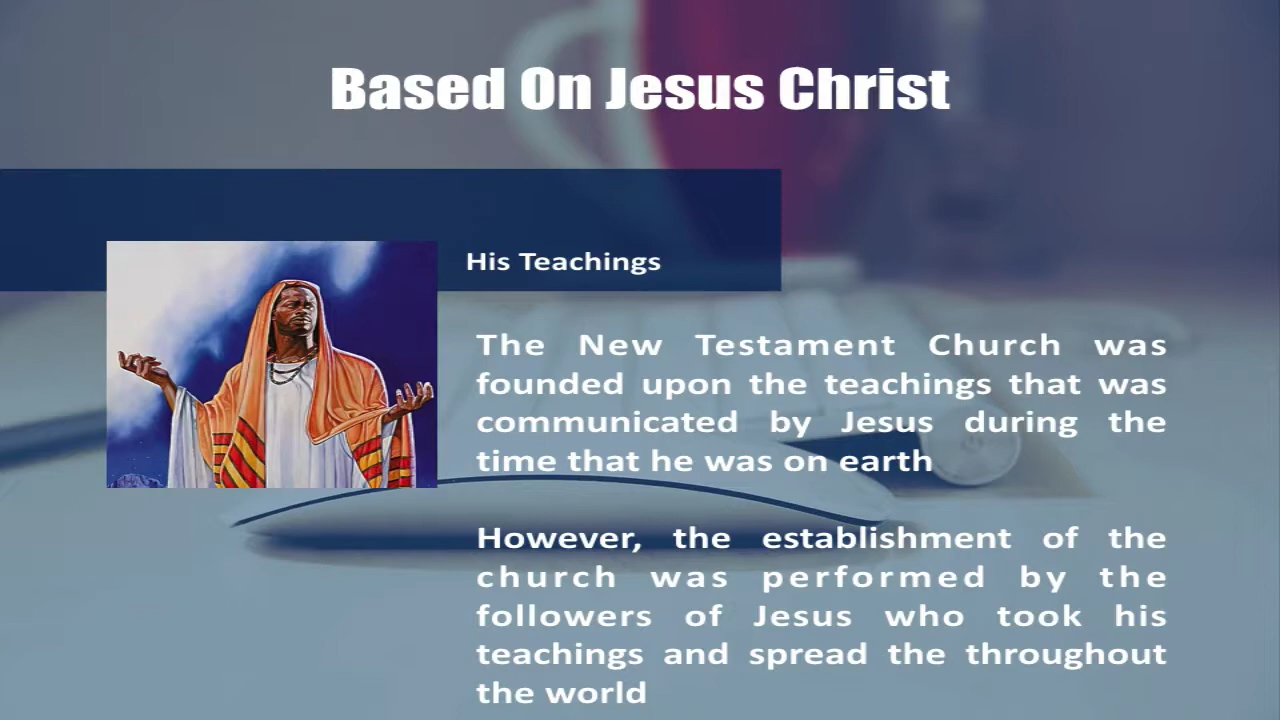 Based On Jesus Christ
His Teachings
The New Testament Church was
founded upon the teachings that was
communicated by Jesus during the
time that he was on earth
However, the establishment of the
church was performed by the
followers of Jesus who took his
teachings and spread the throughout
the world